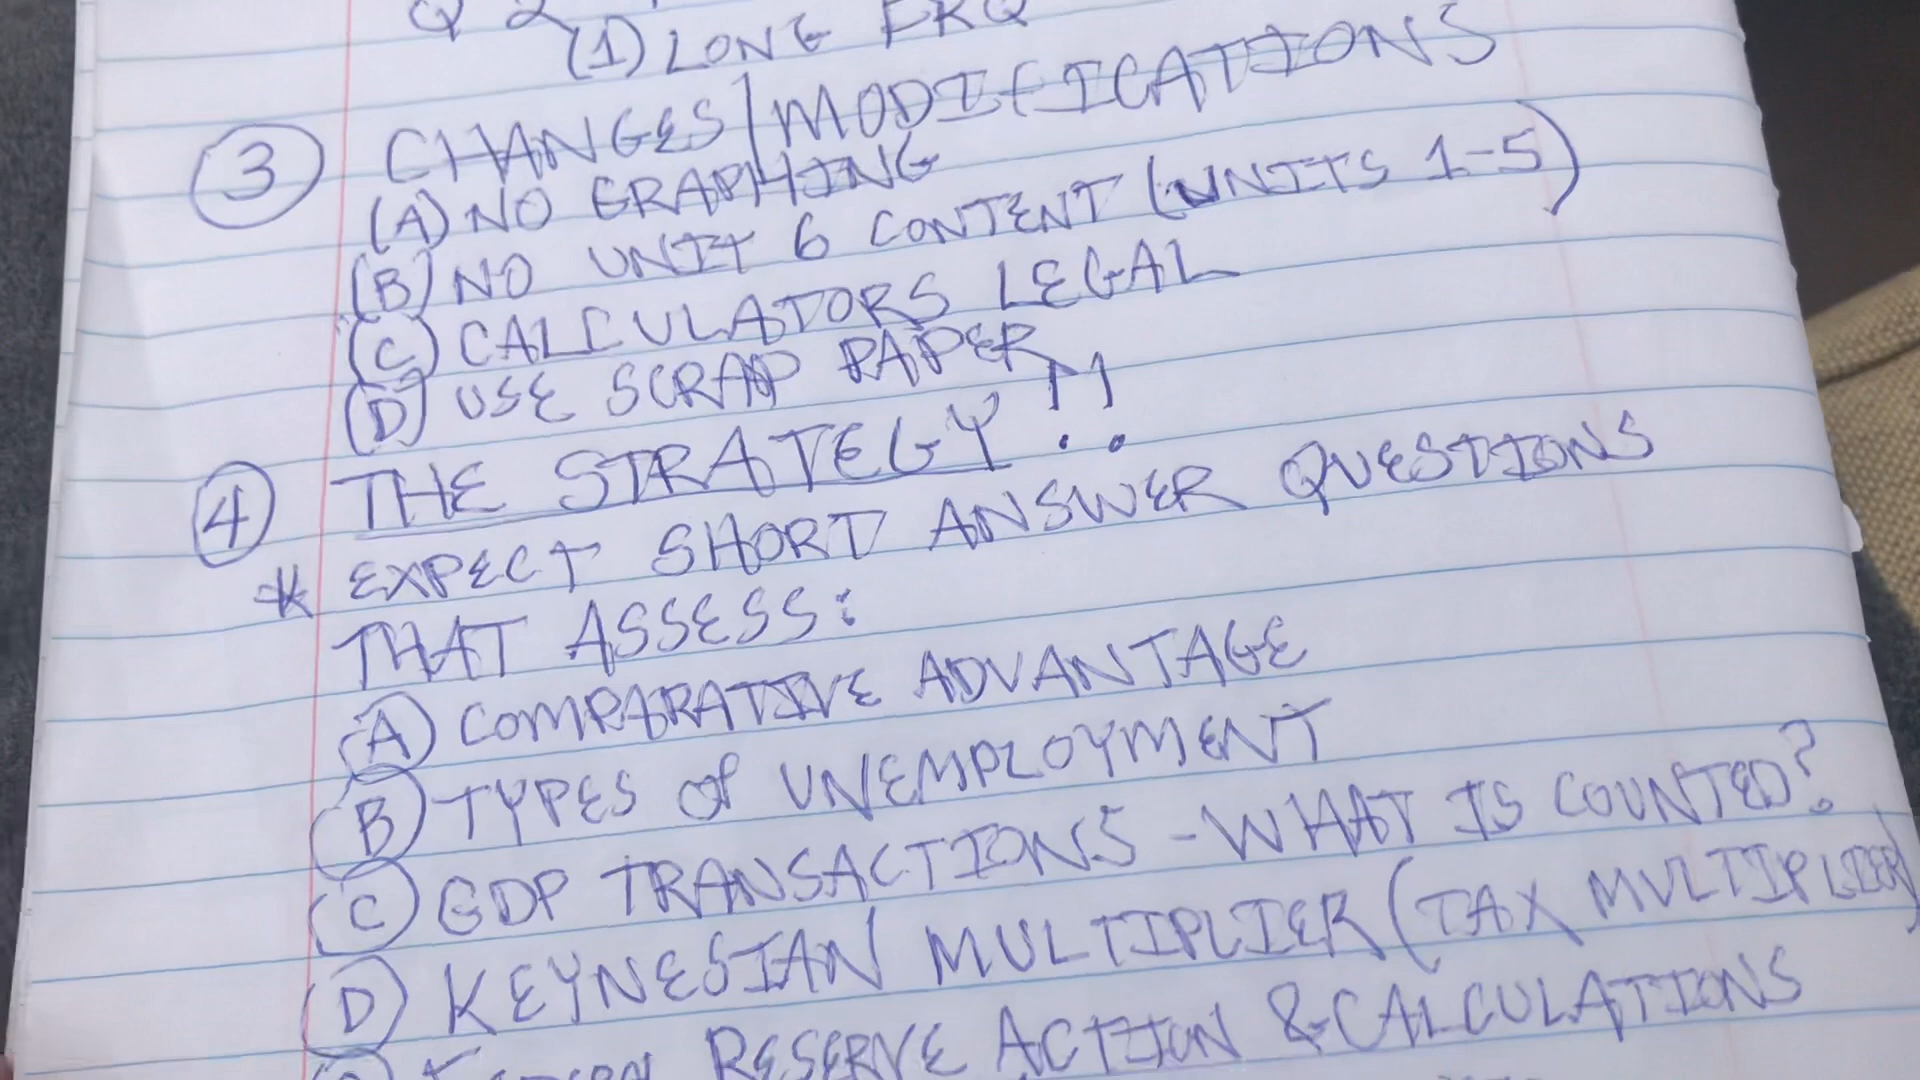 Q 2
(1) LONG FRQ
3 CHANGES/MODIFICATIONS
(A) NO GRAPHING
(B) NO UNIT 6 CONTENT (UNITS 1-5)
(C) CALCULATORS LEGAL
(D) USE SCRAP PAPER
4 THE STRATEGY!!
* EXPECT SHORT ANSWER QUESTIONS
THAT ASSESS:
(A) COMPARATIVE ADVANTAGE
(B) TYPES OF UNEMPLOYMENT
(C) GDP TRANSACTIONS - WHAT IS COUNTED?
(D) KEYNESIAN MULTIPLIER (TAX MULTIPLIER)
FEDERAL RESERVE ACTION & CALCULATIONS